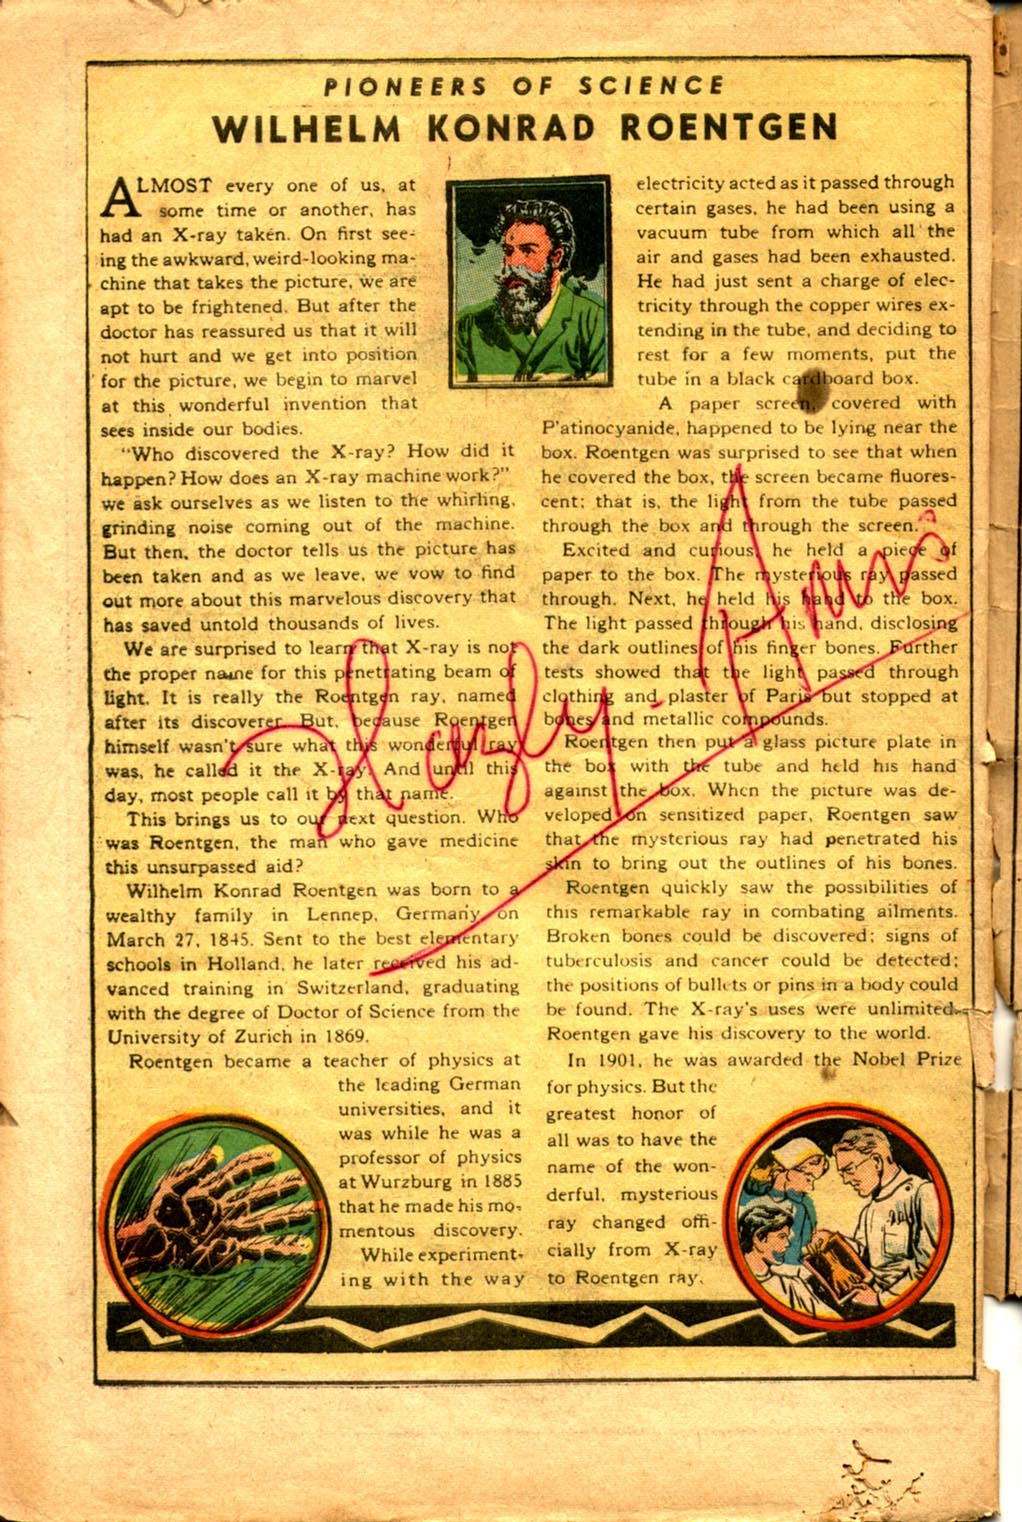 PIONEERS OF SCIENCE
WILHELM KONRAD ROENTGEN
ALMOST every one of us, at
some time or another, has
had an X-ray taken. On first see-
ing the awkward, weird-looking ma-
chine that takes the picture, we are
apt to be frightened. But after the
doctor has reassured us that it will
not hurt and we get into position
for the picture, we begin to marvel
at this wonderful invention that
sees inside our bodies.
"Who discovered the X-ray? How did it
happen? How does an X-ray machine work?"
we ask ourselves as we listen to the whirling,
grinding noise coming out of the machine.
But then, the doctor tells us the picture has
been taken and as we leave, we vow to find
out more about this marvelous discovery that
has saved untold thousands of lives.
We are surprised to learn that X-ray is not
the proper name for this penetrating beam of
light. It is really the Roentgen ray, named
after its discoverer. But, because Roentgen
himself wasn't sure what this wonderful ray
was, he called it the X-ray. And until this
day, most people call it by that name.
This brings us to our next question. Who
was Roentgen, the man who gave medicine
this unsurpassed aid?
Wilhelm Konrad Roentgen was born to a
wealthy family in Lennep, Germany on
March 27, 1845. Sent to the best elementary
schools in Holland, he later received his ad-
vanced training in Switzerland, graduating
with the degree of Doctor of Science from the
University of Zurich in 1869.
Roentgen became a teacher of physics at
the leading German
universities, and it
was while he was a
professor of physics
at Wurzburg in 1885
that he made his mo-
mentous discovery.
While experiment-
ing with the way
electricity acted as it passed through
certain gases, he had been using a
vacuum tube from which all the
air and gases had been exhausted.
He had just sent a charge of elec-
tricity through the copper wires ex-
tending in the tube, and deciding to
rest for a few moments, put the
tube in a black cardboard box.
A paper screen, covered with
P'atinocyanide, happened to be lying near the
box. Roentgen was surprised to see that when
he covered the box, the screen became fluores-
cent; that is, the light from the tube passed
through the box and through the screen.
Excited and curious, he held a piece of
paper to the box. The mysterious ray passed
through. Next, he held his hand to the box.
The light passed through his hand, disclosing
the dark outlines of his finger bones. Further
tests showed that the light passed through
clothing and plaster of Paris but stopped at
bones and metallic compounds.
Roentgen then put a glass picture plate in
the box with the tube and held his hand
against the box. When the picture was de-
veloped on sensitized paper, Roentgen saw
that the mysterious ray had penetrated his
skin to bring out the outlines of his bones.
Roentgen quickly saw the possibilities of
this remarkable ray in combating ailments.
Broken bones could be discovered; signs of
tuberculosis and cancer could be detected;
the positions of bullets or pins in a body could
be found. The X-ray's uses were unlimited.
Roentgen gave his discovery to the world.
In 1901, he was awarded the Nobel Prize
for physics. But the
greatest honor of
all was to have the
name of the won-
derful, mysterious
ray changed offi-
cially from X-ray
to Roentgen ray.